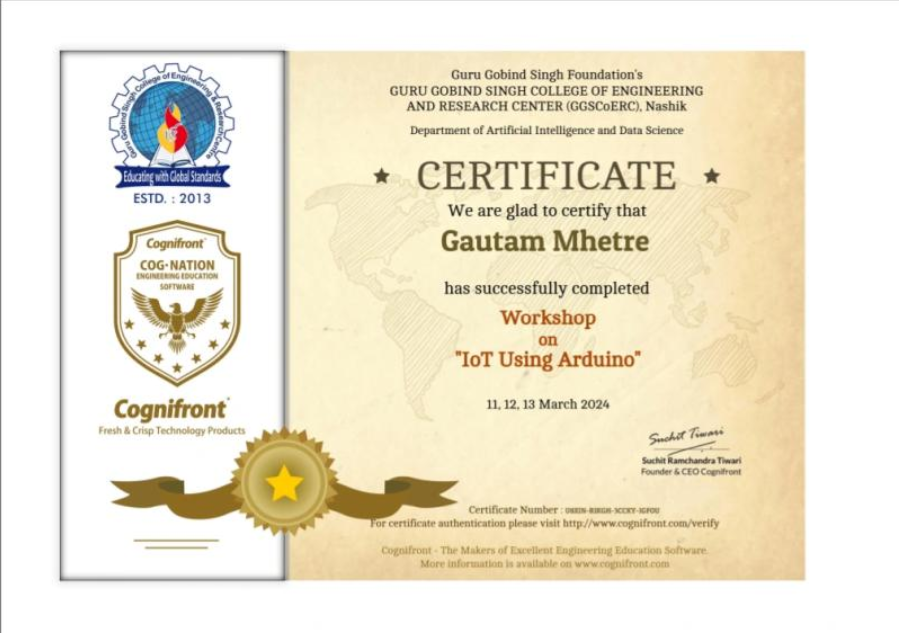 Guru Gobind Singh College of Engineering & Research Centre
Educating with Global Standards
ESTD. : 2013
Cognifront
COG-NATION
ENGINEERING EDUCATION
SOFTWARE
Cognifront
Fresh & Crisp Technology Products
Guru Gobind Singh Foundation's
GURU GOBIND SINGH COLLEGE OF ENGINEERING
AND RESEARCH CENTER (GGSCoERC), Nashik
Department of Artificial Intelligence and Data Science
CERTIFICATE
We are glad to certify that
Gautam Mhetre
has successfully completed
Workshop
on
"IoT Using Arduino"
11, 12, 13 March 2024
Suchit Tiwari
Suchit Ramchandra Tiwari
Founder & CEO Cognifront
Certificate Number :
For certificate authentication please visit http://www.cognifront.com/verify
Cognifront - The Makers of Excellent Engineering Education Software.
More information is available on www.cognifront.com